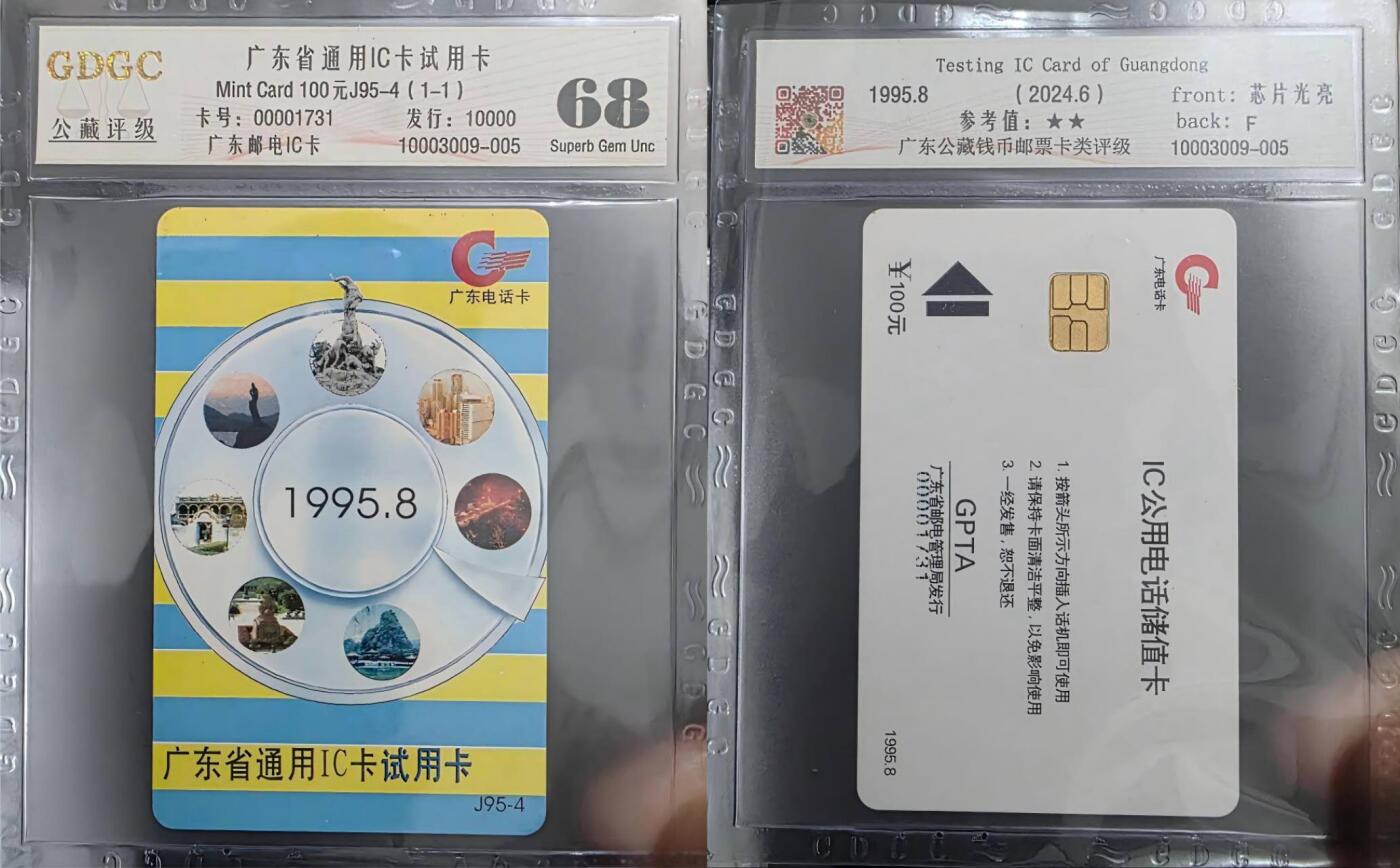 GDGC
公藏评级
广东省通用IC卡试用卡
Mint Card 100元J95-4 (1-1)
卡号: 00001731 发行: 10000
广东邮电IC卡 10003009-005
68
Superb Gem Unc
广东电话卡
1995.8
广东省通用IC卡试用卡
J95-4
Testing IC Card of Guangdong
1995.8 (2024.6) front: 芯片光亮
参考值: ★★ back: F
广东公藏钱币邮票卡类评级 10003009-005
广东电话卡
¥100元
IC公用电话储值卡
1. 按箭头所示方向插入话机即可使用
2. 请保持卡面清洁平整，以免影响使用
3. 一经发售，恕不退还
GPTA
广东省邮电管理局发行
00001731
1995.8